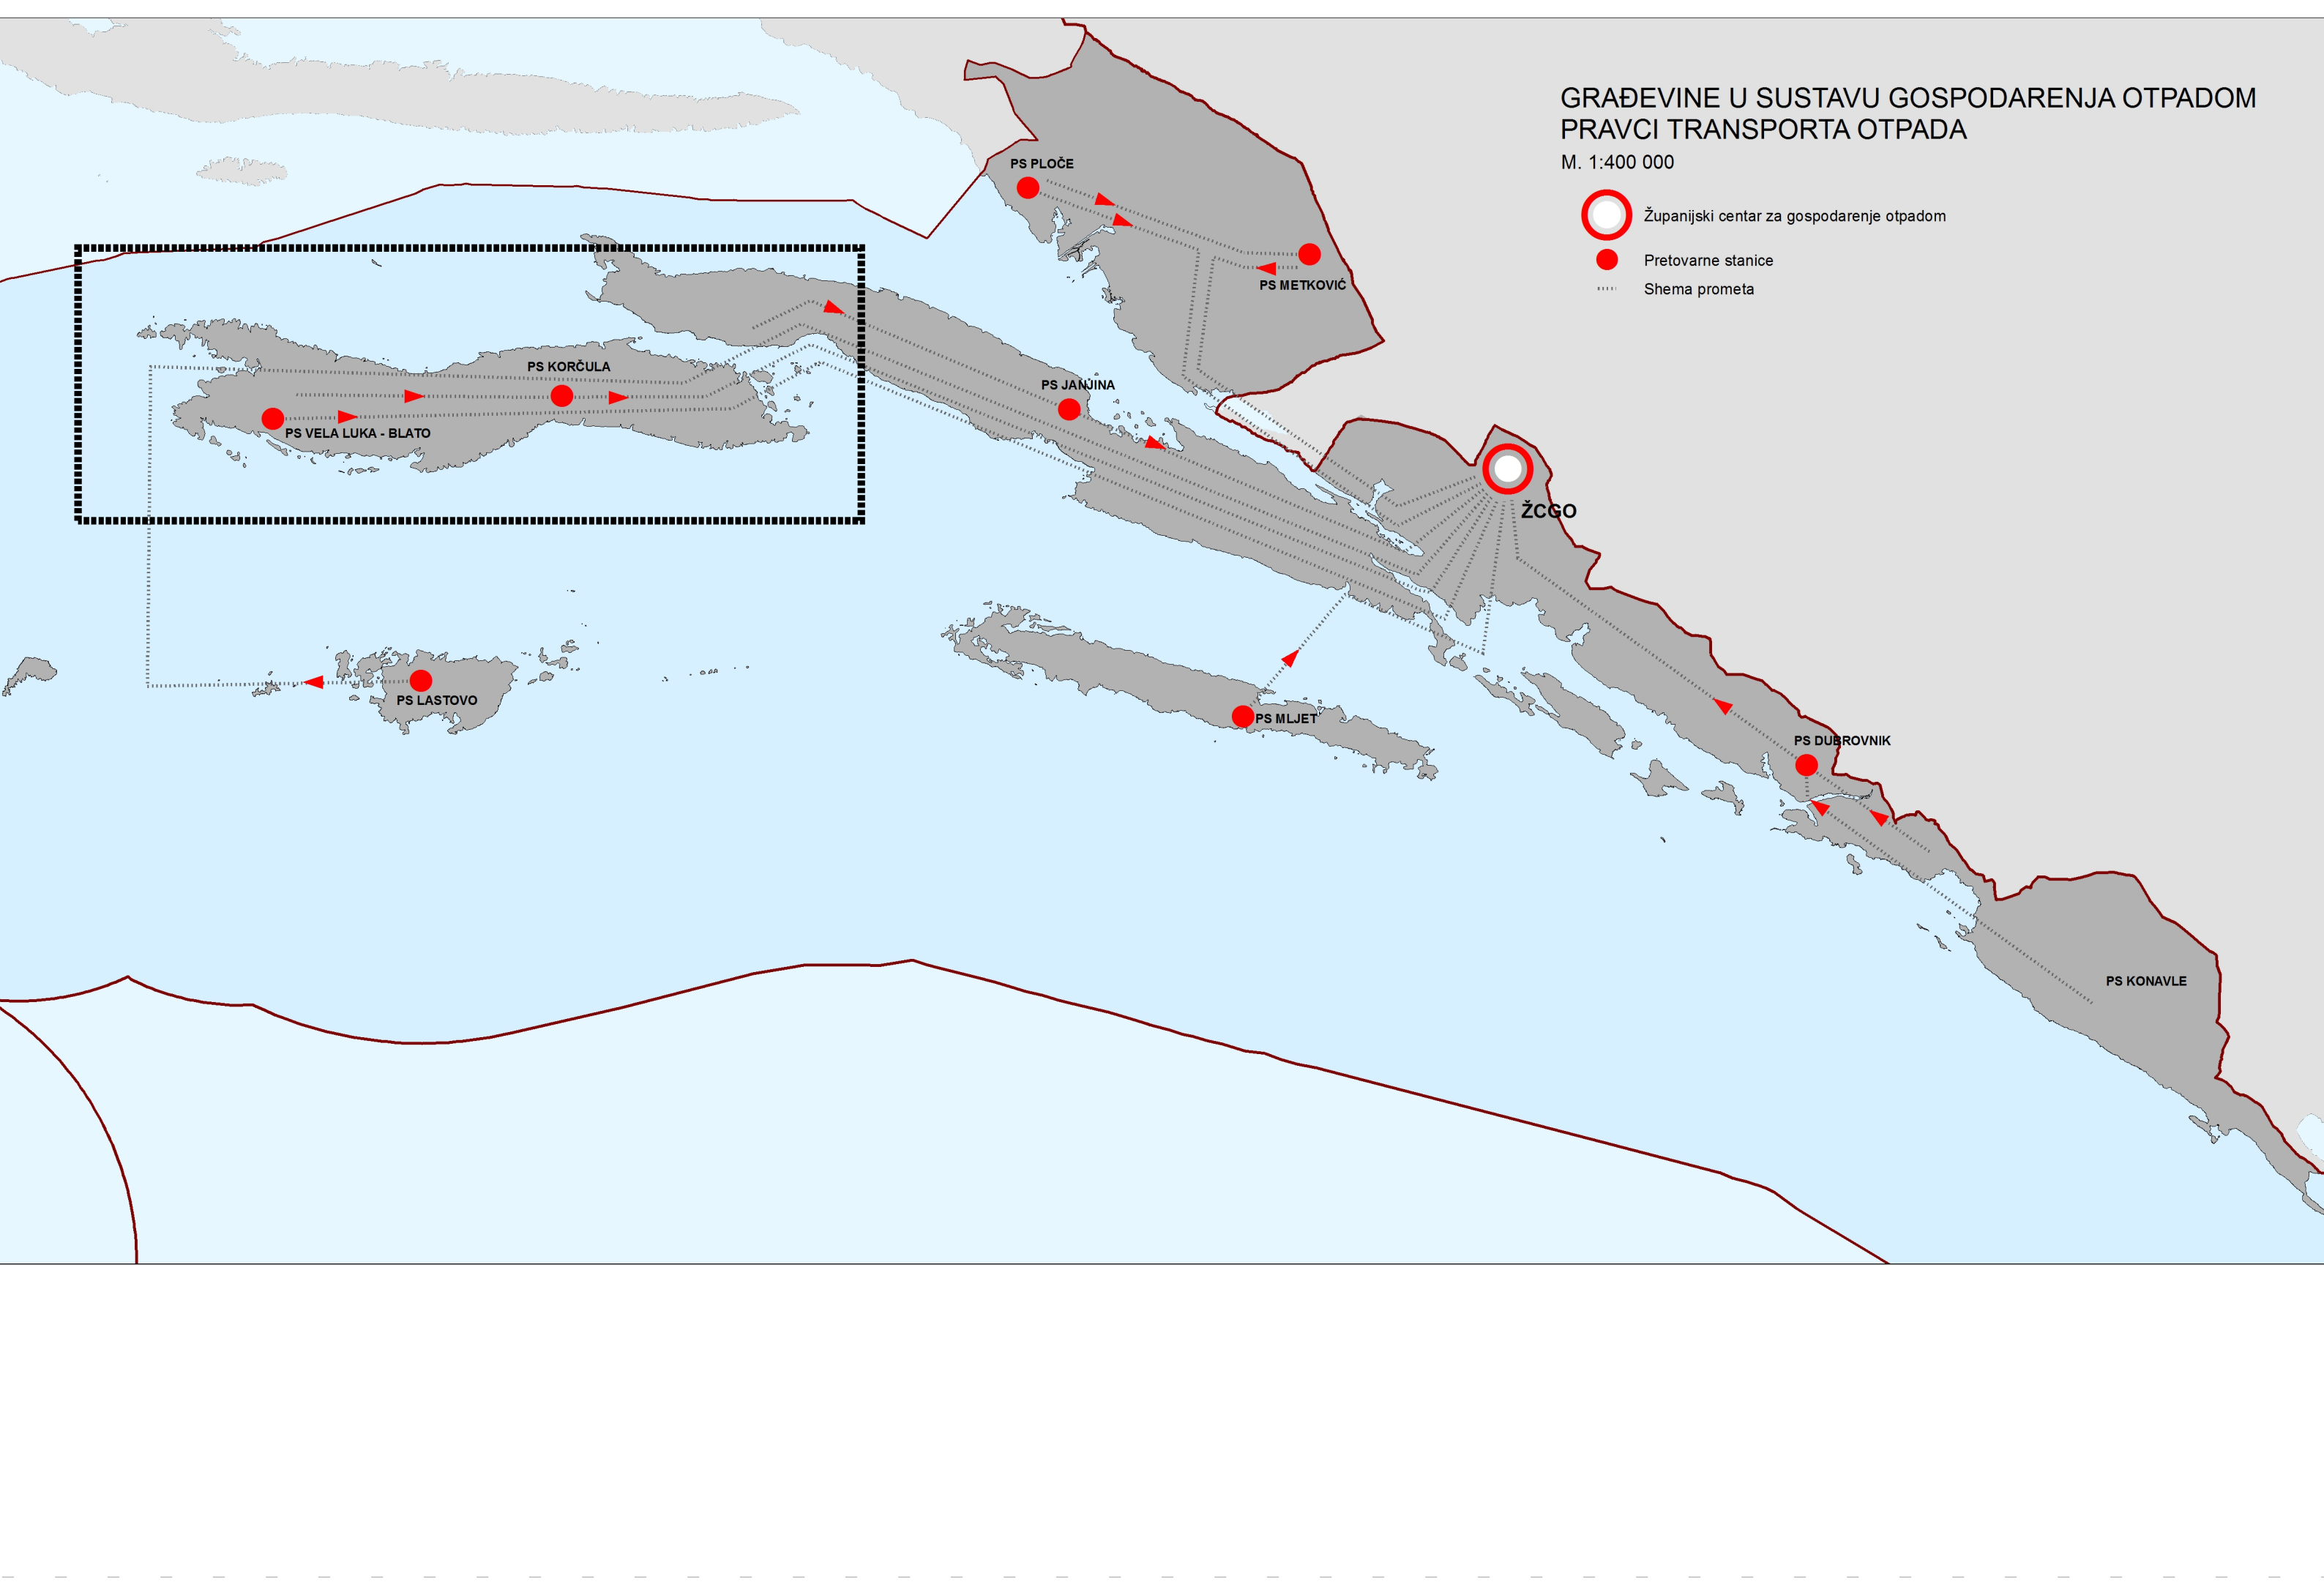 GRAĐEVINE U SUSTAVU GOSPODARENJA OTPADOM
PRAVCI TRANSPORTA OTPADA
M. 1:400 000
Županijski centar za gospodarenje otpadom
Pretovarne stanice
Shema prometa
PS PLOČE
PS METKOVIĆ
PS KORČULA
PS JANJINA
PS VELA LUKA - BLATO
ŽCGO
PS LASTOVO
PS MLJET
PS DUBROVNIK
PS KONAVLE